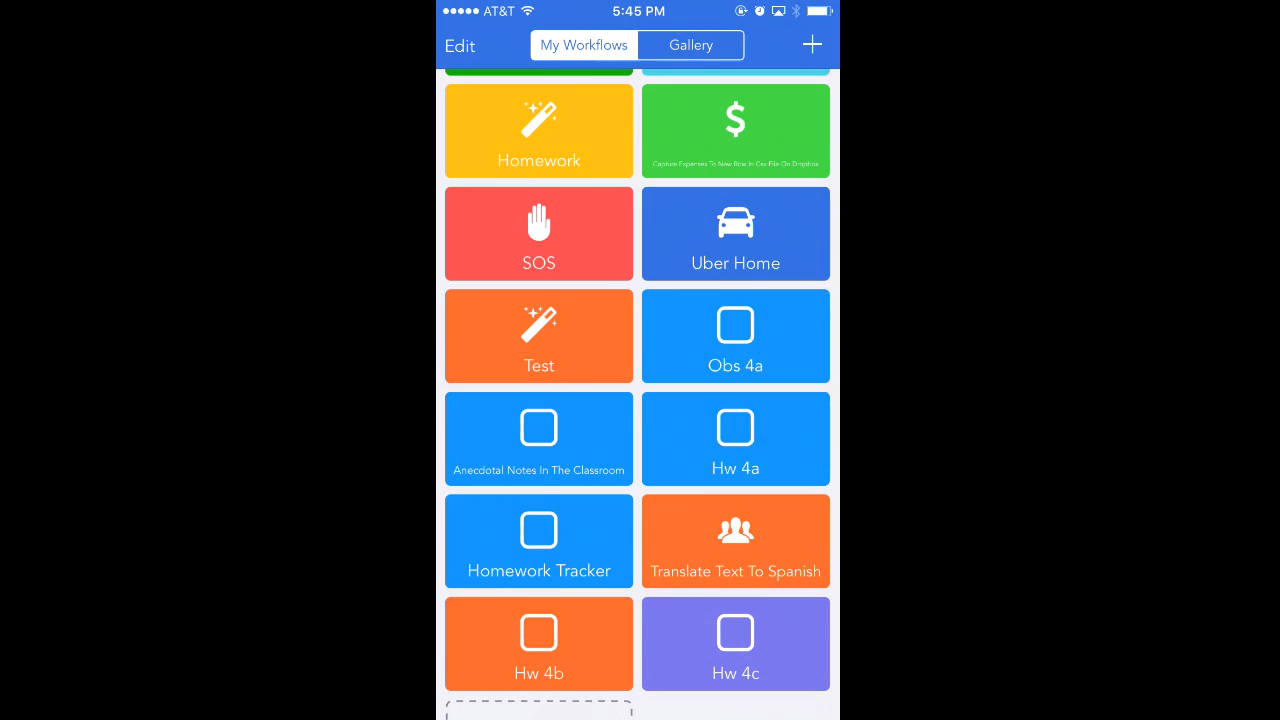 AT&T 5:45 PM
Edit My Workflows Gallery
Homework
Capture Expenses To New Row In Csv File On Dropbox
SOS
Uber Home
Test
Obs 4a
Anecdotal Notes In The Classroom
Hw 4a
Homework Tracker
Translate Text To Spanish
Hw 4b
Hw 4c